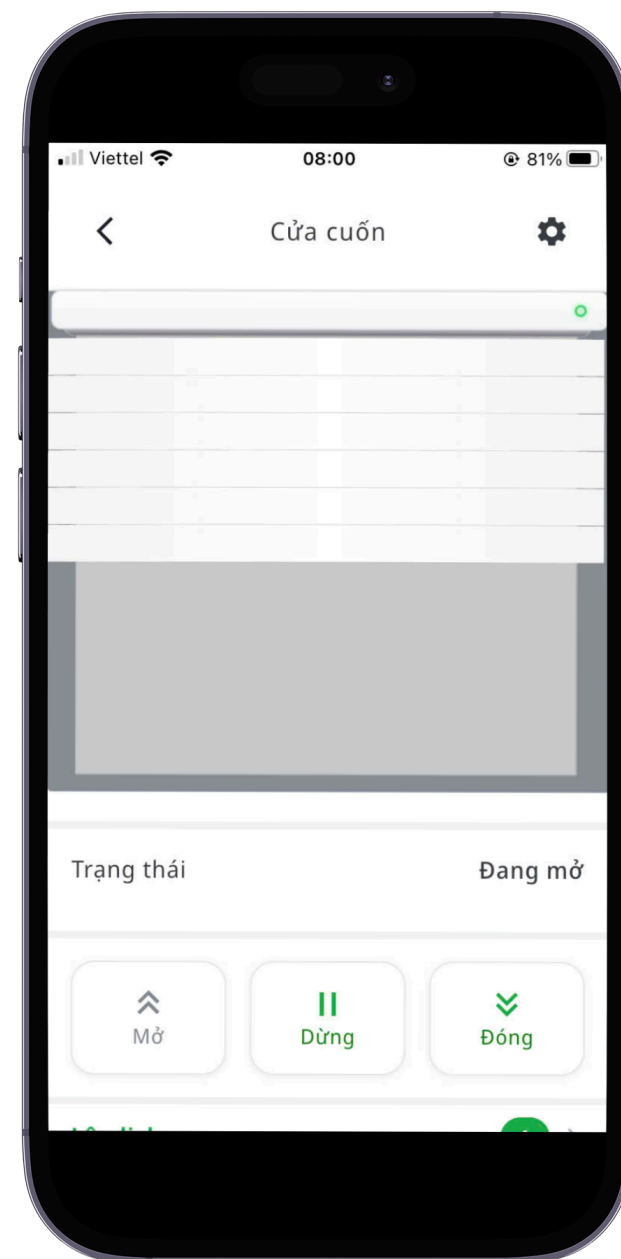 Viettel 08:00 81%
Cửa cuốn
Trạng thái Đang mở
Mở Dừng Đóng